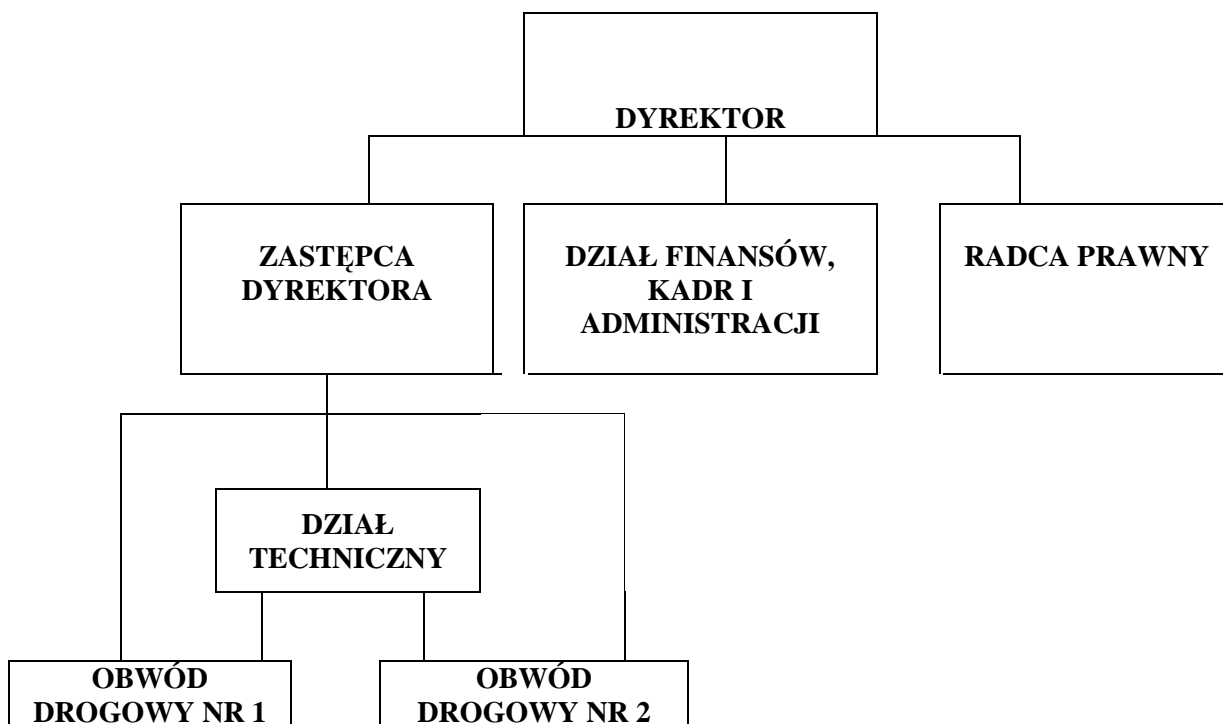 DYREKTOR
ZASTĘPCA
DYREKTORA
DZIAŁ FINANSÓW,
KADR I
ADMINISTRACJI
RADCA PRAWNY
DZIAŁ
TECHNICZNY
OBWÓD
DROGOWY NR 1
OBWÓD
DROGOWY NR 2